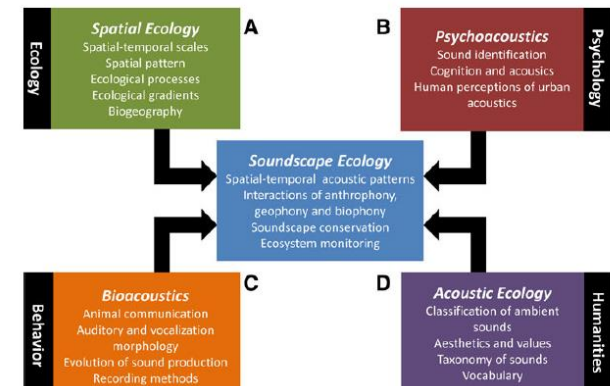 Ecology
Spatial Ecology
Spatial-temporal scales
Spatial pattern
Ecological processes
Ecological gradients
Biogeography
A
B
Psychoacoustics
Sound identification
Cognition and acousics
Human perceptions of urban
acoustics
Psychology
Soundscape Ecology
Spatial-temporal acoustic patterns
Interactions of anthrophony,
geophony and biophony
Soundscape conservation
Ecosystem monitoring
Behavior
Bioacoustics
Animal communication
Auditory and vocalization
morphology
Evolution of sound production
Recording methods
C
D
Acoustic Ecology
Classification of ambient
sounds
Aesthetics and values
Taxonomy of sounds
Vocabulary
Humanities